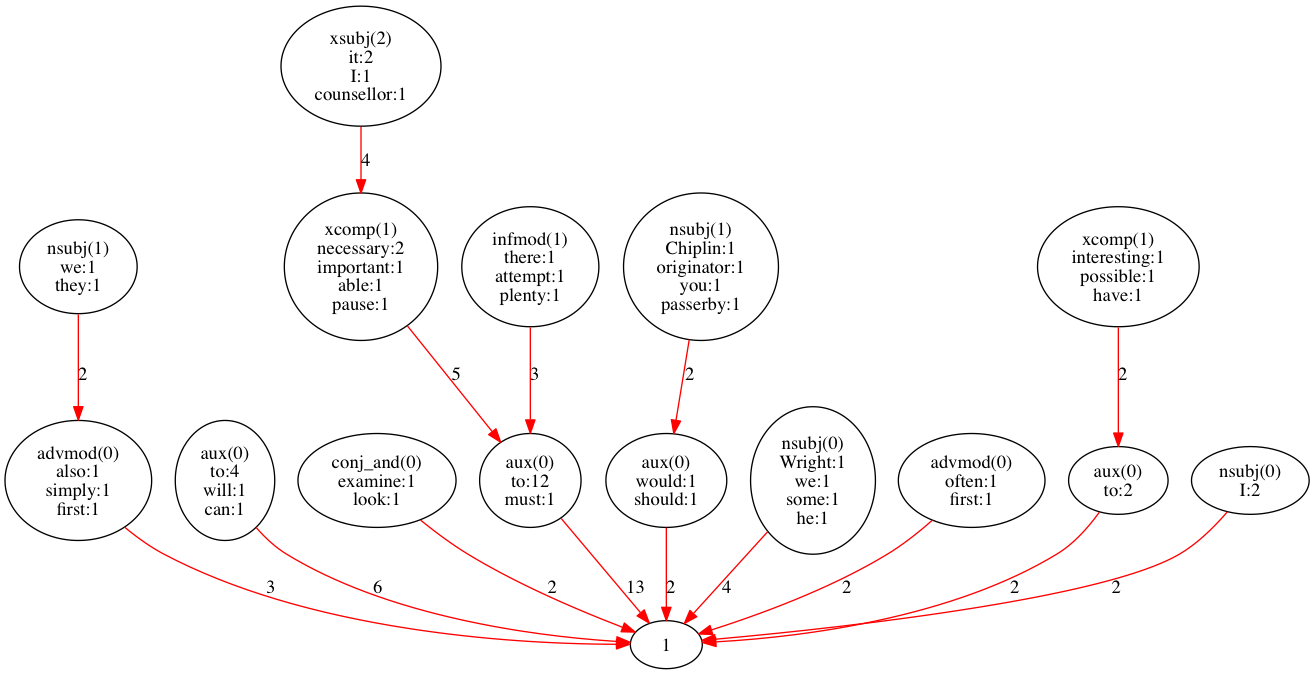 xsubj(2)
it:2
I:1
counsellor:1
4
nsubj(1)
we:1
they:1
xcomp(1)
necessary:2
important:1
able:1
pause:1
infmod(1)
there:1
attempt:1
plenty:1
nsubj(1)
Chiplin:1
originator:1
you:1
passerby:1
xcomp(1)
interesting:1
possible:1
have:1
2
5
3
2
2
advmod(0)
also:1
simply:1
first:1
aux(0)
to:4
will:1
can:1
conj_and(0)
examine:1
look:1
aux(0)
to:12
must:1
aux(0)
would:1
should:1
nsubj(0)
Wright:1
we:1
some:1
he:1
advmod(0)
often:1
first:1
aux(0)
to:2
nsubj(0)
I:2
3
6
2
13
2
4
2
2
2
1